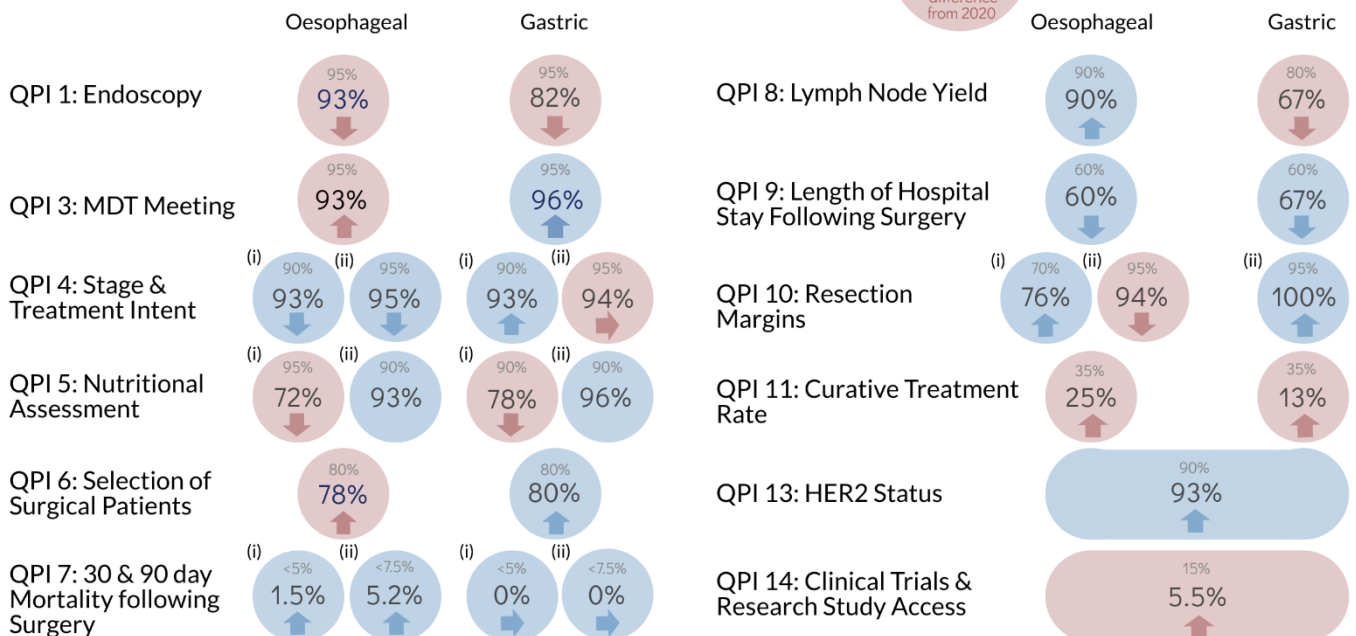 difference
from 2020
Oesophageal
Gastric
QPI 1: Endoscopy
95%
93%
95%
82%
QPI 3: MDT Meeting
95%
93%
95%
96%
QPI 4: Stage &
Treatment Intent
(i)
90%
93%
(ii)
95%
95%
(i)
90%
93%
(ii)
95%
94%
QPI 5: Nutritional
Assessment
(i)
95%
72%
(ii)
90%
93%
(i)
90%
78%
(ii)
90%
96%
QPI 6: Selection of
Surgical Patients
80%
78%
80%
80%
QPI 7: 30 & 90 day
Mortality following
Surgery
(i)
<5%
1.5%
(ii)
<7.5%
5.2%
(i)
<5%
0%
(ii)
<7.5%
0%
Oesophageal
Gastric
QPI 8: Lymph Node Yield
90%
90%
80%
67%
QPI 9: Length of Hospital
Stay Following Surgery
60%
60%
60%
67%
QPI 10: Resection
Margins
(i)
70%
76%
(ii)
95%
94%
(ii)
95%
100%
QPI 11: Curative Treatment
Rate
35%
25%
35%
13%
QPI 13: HER2 Status
90%
93%
QPI 14: Clinical Trials &
Research Study Access
15%
5.5%